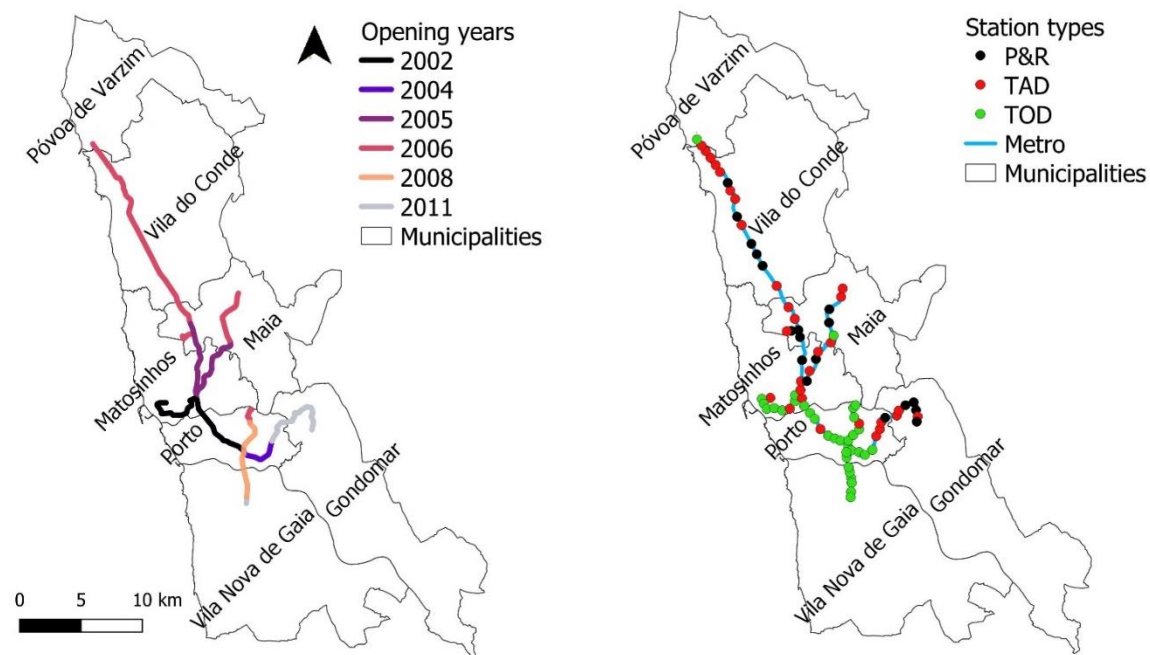 Opening years
2002
2004
2005
2006
2008
2011
Municipalities
Póvoa de Varzim
Vila do Conde
Maia
Matosinhos
Porto
Gondomar
Vila Nova de Gaia
0 5 10 km
Station types
P&R
TAD
TOD
Metro
Municipalities
Póvoa de Varzim
Vila do Conde
Maia
Matosinhos
Porto
Gondomar
Vila Nova de Gaia